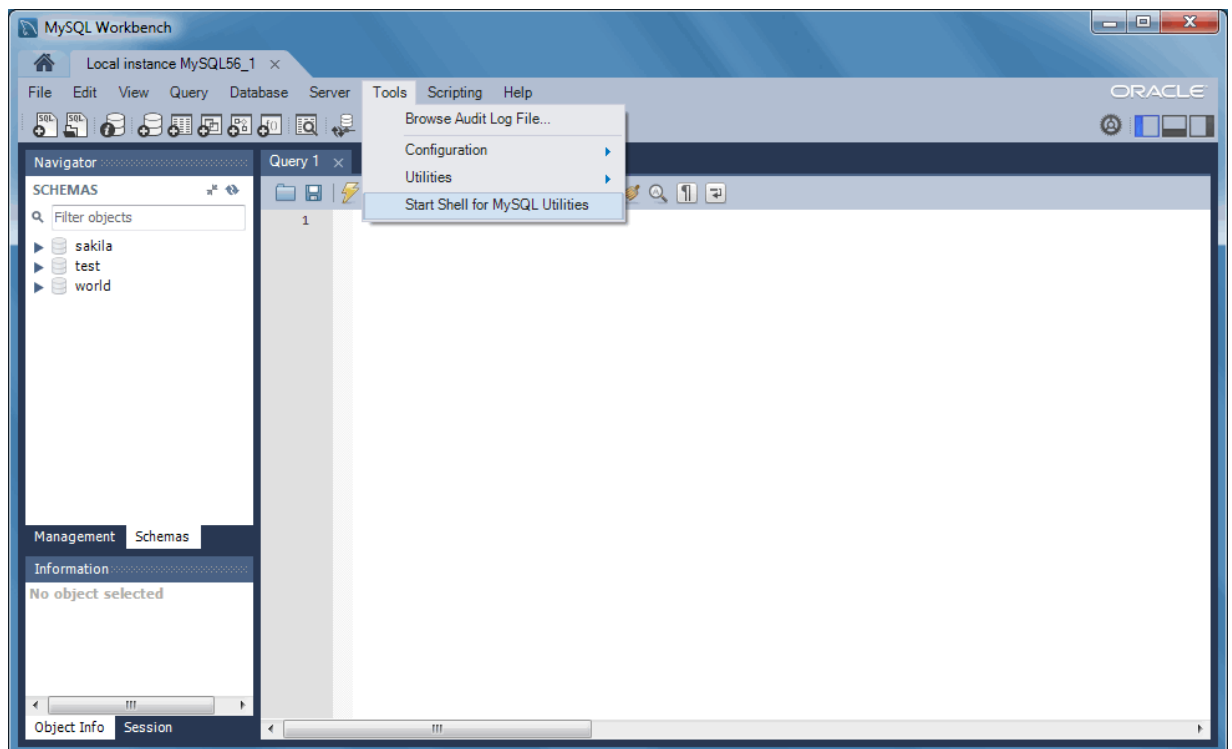 MySQL Workbench
Local instance MySQL56_1
File Edit View Query Database Server Tools Scripting Help
ORACLE
Browse Audit Log File...
Configuration
Utilities
Start Shell for MySQL Utilities
Navigator
Query 1
SCHEMAS
Filter objects
1
sakila
test
world
Management Schemas
Information
No object selected
Object Info Session